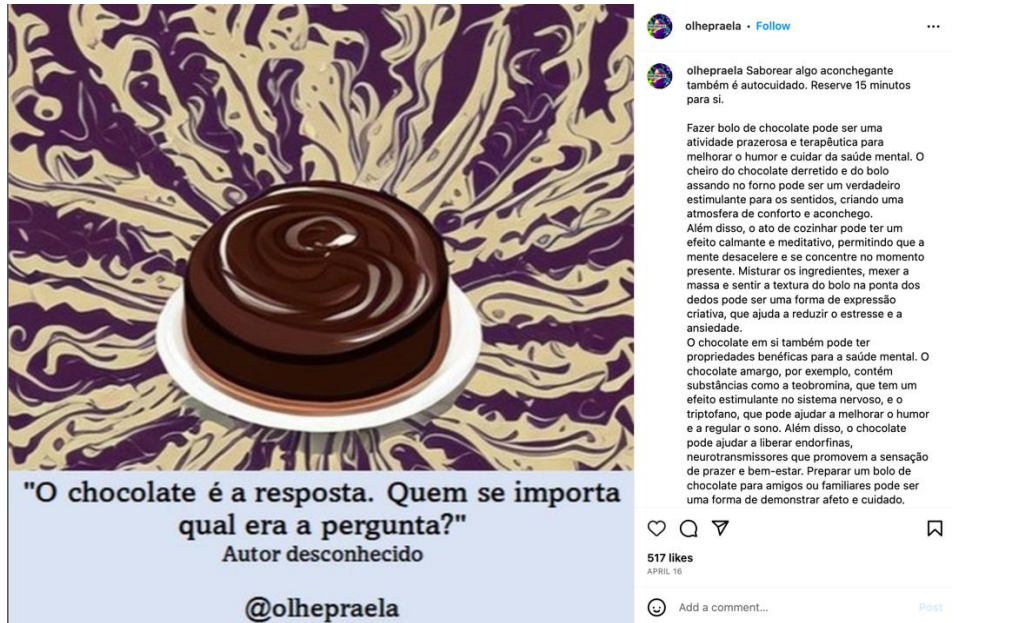 "O chocolate é a resposta. Quem se importa
qual era a pergunta?"
Autor desconhecido
@olhepraela
olhepraela • Follow
olhepraela Saborear algo aconchegante
também é autocuidado. Reserve 15 minutos
para si.
Fazer bolo de chocolate pode ser uma
atividade prazerosa e terapêutica para
melhorar o humor e cuidar da saúde mental. O
cheiro do chocolate derretido e do bolo
assando no forno pode ser um verdadeiro
estimulante para os sentidos, criando uma
atmosfera de conforto e aconchego.
Além disso, o ato de cozinhar pode ter um
efeito calmante e meditativo, permitindo que a
mente desacelere e se concentre no momento
presente. Misturar os ingredientes, mexer a
massa e sentir a textura do bolo na ponta dos
dedos pode ser uma forma de expressão
criativa, que ajuda a reduzir o estresse e a
ansiedade.
O chocolate em si também pode ter
propriedades benéficas para a saúde mental. O
chocolate amargo, por exemplo, contém
substâncias como a teobromina, que tem um
efeito estimulante no sistema nervoso, e o
triptofano, que pode ajudar a melhorar o humor
e a regular o sono. Além disso, o chocolate
pode ajudar a liberar endorfinas,
neurotransmissores que promovem a sensação
de prazer e bem-estar. Preparar um bolo de
chocolate para amigos ou familiares pode ser
uma forma de demonstrar afeto e cuidado.
517 likes
APRIL 16
Add a comment...
Post